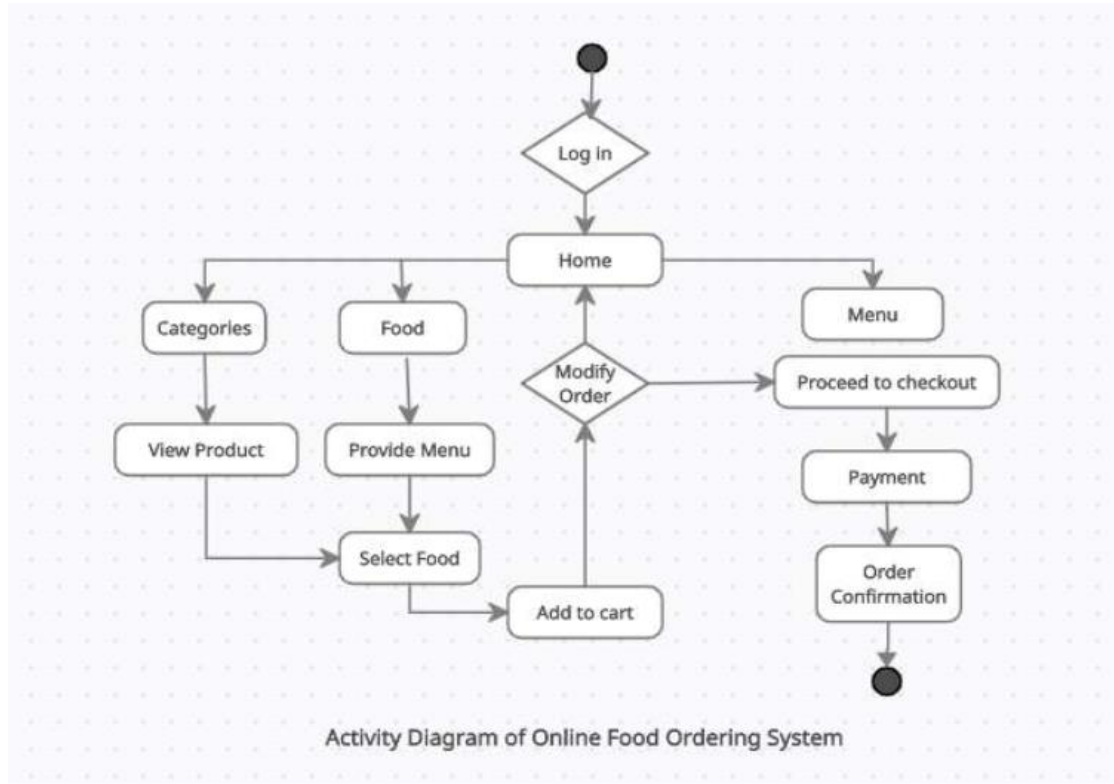 Log in
Home
Categories
Food
Menu
Modify
Order
Proceed to checkout
View Product
Provide Menu
Payment
Select Food
Order
Confirmation
Add to cart
Activity Diagram of Online Food Ordering System